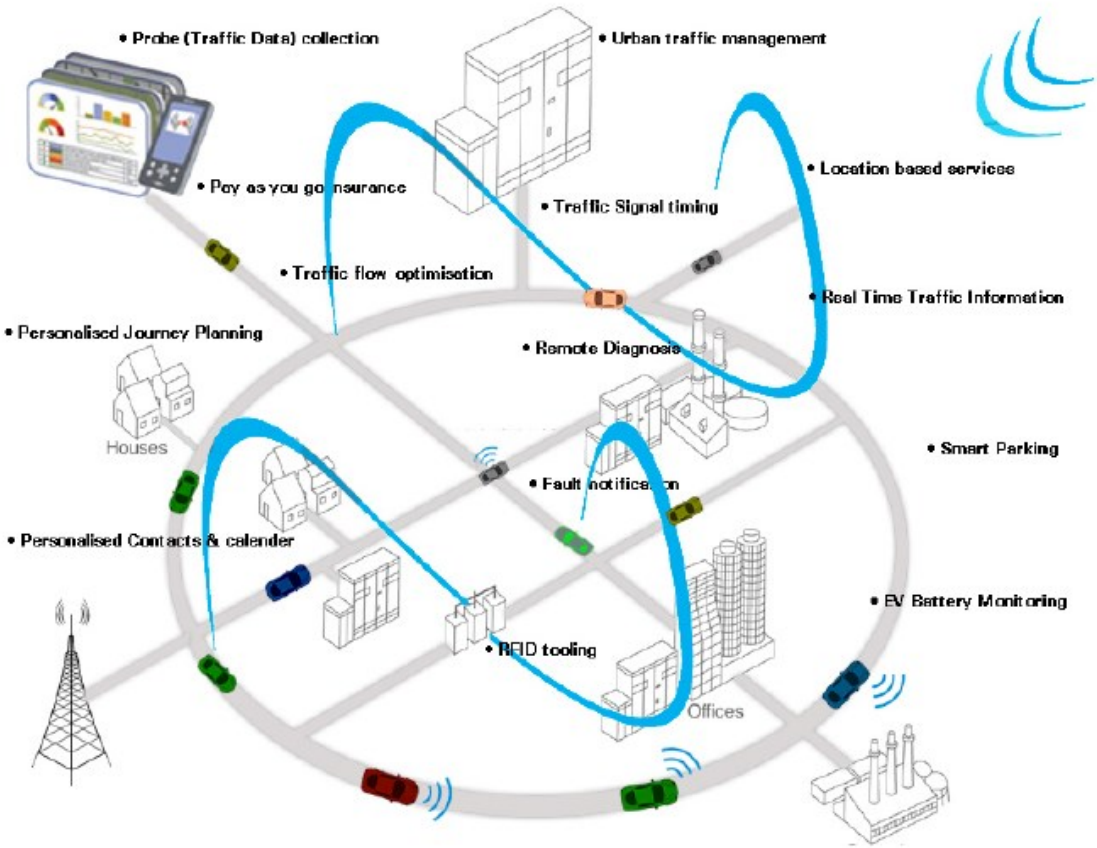 • Probe (Traffic Data) collection
• Urban traffic management
• Location based services
• Pay as you go insurance
• Traffic Signal timing
• Traffic flow optimisation
• Real Time Traffic Information
• Personalised Journey Planning
• Remote Diagnosis
Houses
• Smart Parking
• Fault notification
• Personalised Contacts & calender
• EV Battery Monitoring
• RFID tooling
Offices